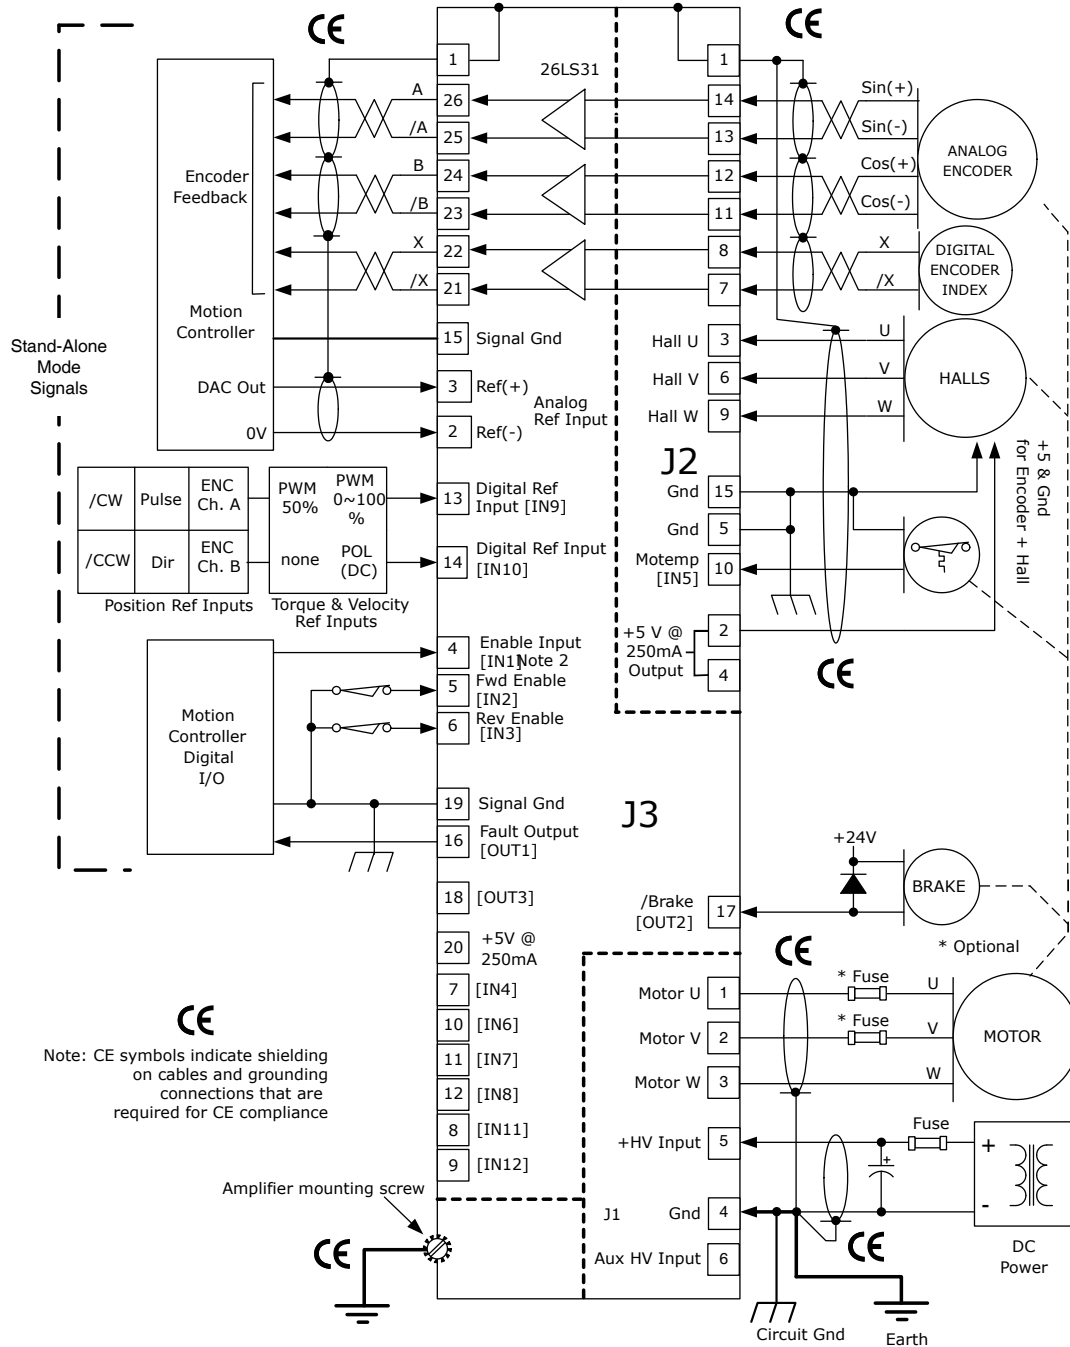 CE
CE
1
26LS31
1
A
26
14
Sin(+)
/A
25
13
Sin(-)
ANALOG
ENCODER
Encoder
Feedback
B
24
12
Cos(+)
/B
23
11
Cos(-)
X
22
8
X
DIGITAL
ENCODER
INDEX
/X
21
7
/X
Motion
Controller
15
Signal Gnd
Hall U
3
U
Stand-Alone
Mode
Signals
DAC Out
3
Ref(+)
Analog
Ref Input
Hall V
6
V
HALLS
0V
2
Ref(-)
Hall W
9
W
J2
+5 & Gnd
for Encoder + Hall
/CW
Pulse
ENC
Ch. A
PWM
50%
PWM
0~100
%
13
Digital Ref
Input [IN9]
Gnd
15
Gnd
5
/CCW
Dir
ENC
Ch. B
none
POL
(DC)
14
Digital Ref Input
[IN10]
Motemp
[IN5]
10
Position Ref Inputs
Torque & Velocity
Ref Inputs
+5 V @
250mA
Output
2
4
CE
4
Enable Input
[IN1]Note 2
5
Fwd Enable
[IN2]
6
Rev Enable
[IN3]
Motion
Controller
Digital
I/O
19
Signal Gnd
J3
16
Fault Output
[OUT1]
+24V
BRAKE
18
[OUT3]
/Brake
[OUT2]
17
20
+5V @
250mA
CE
* Optional
7
[IN4]
Motor U
1
* Fuse
U
CE
10
[IN6]
Motor V
2
* Fuse
V
MOTOR
Note: CE symbols indicate shielding
on cables and grounding
connections that are
required for CE compliance
11
[IN7]
Motor W
3
W
12
[IN8]
8
[IN11]
+HV Input
5
Fuse
+
+
-
9
[IN12]
Amplifier mounting screw
J1
Gnd
4
CE
CE
DC
Power
Aux HV Input
6
Circuit Gnd
Earth